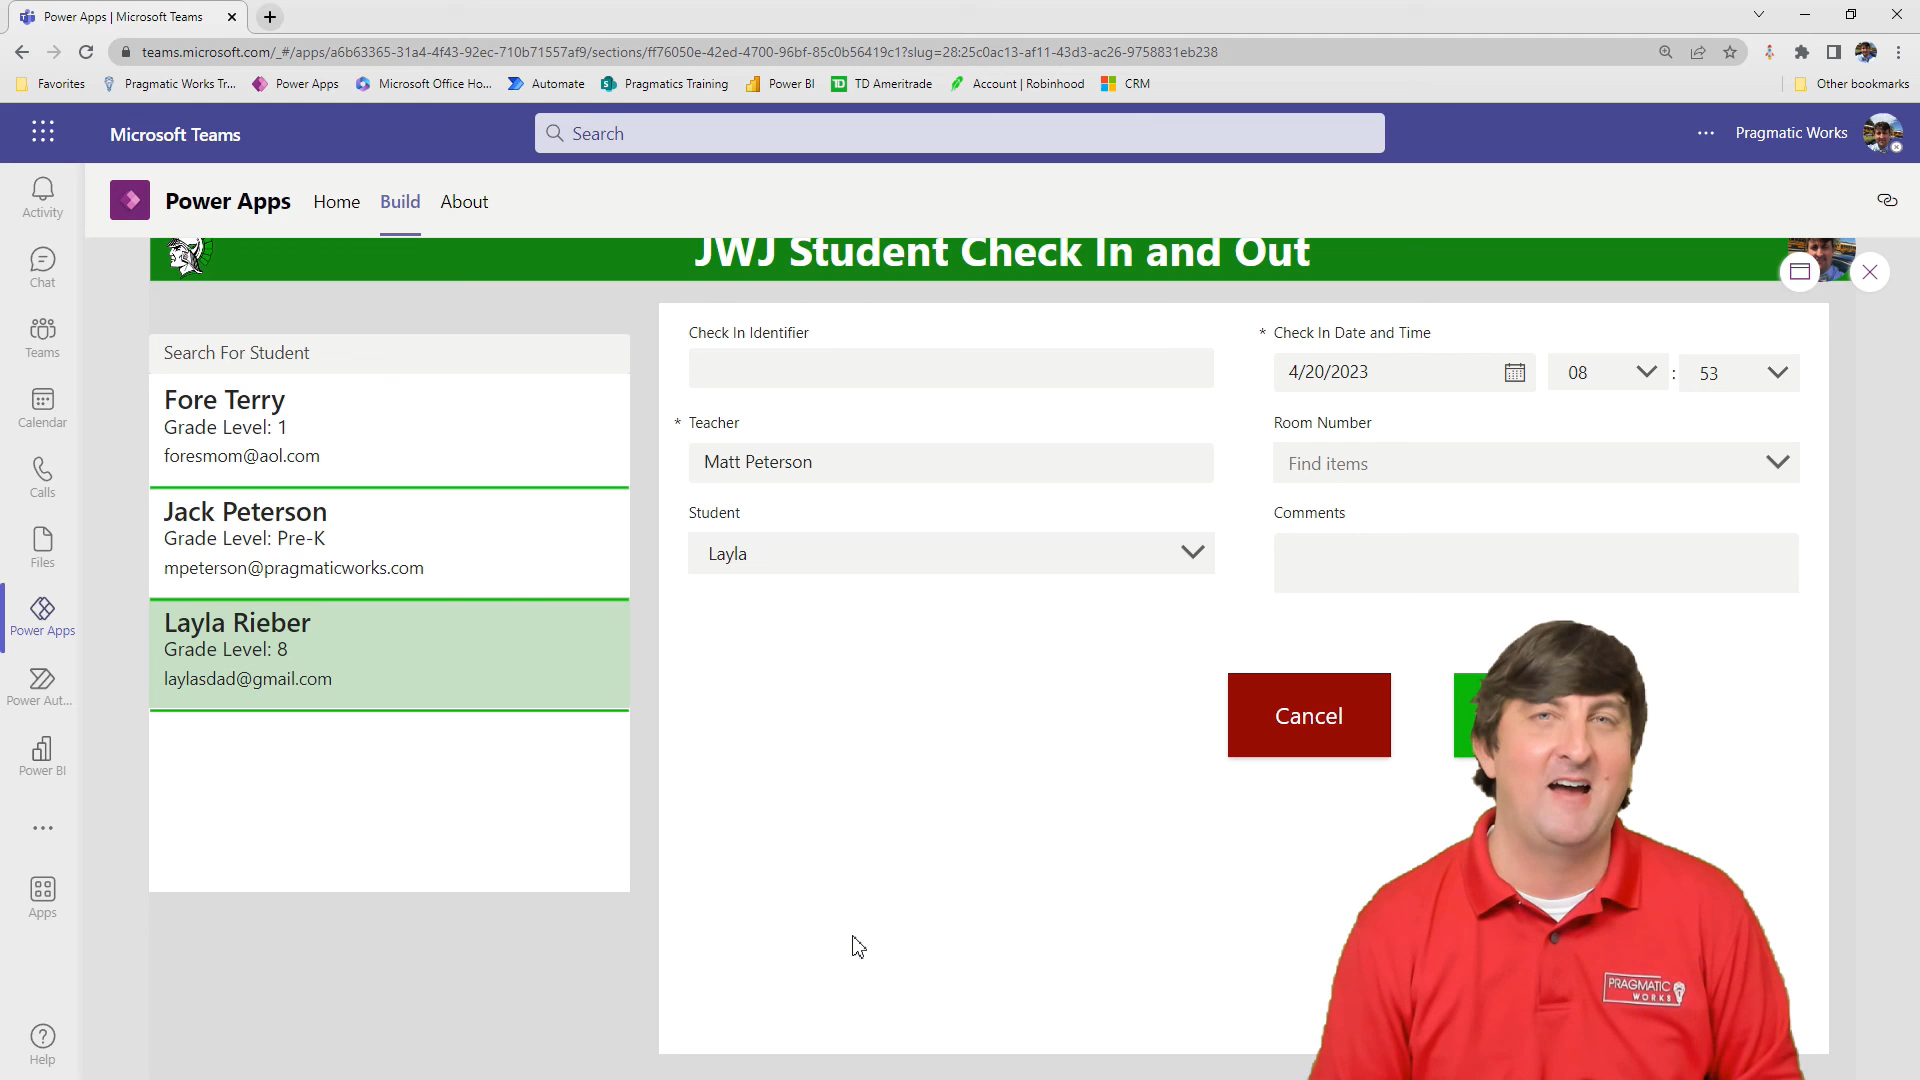 Power Apps | Microsoft Teams
teams.microsoft.com/_#/apps/a6b63365-31a4-4f43-92ec-710b71557af9/sections/ff76050e-42ed-4700-96bf-85c0b56419c1?slug=28:25c0ac13-af11-43d3-ac26-9758831eb238
Favorites Pragmatic Works Tr... Power Apps Microsoft Office Ho... Automate Pragmatics Training Power BI TD Ameritrade Account | Robinhood CRM Other bookmarks
Microsoft Teams Search ... Pragmatic Works
Power Apps Home Build About
Activity
Chat
Teams
Calendar
Calls
Files
Power Apps
Power Aut...
Power BI
Apps
Help
JWJ Student Check In and Out
Search For Student
Fore Terry
Grade Level: 1
foresmom@aol.com
Jack Peterson
Grade Level: Pre-K
mpeterson@pragmaticworks.com
Layla Rieber
Grade Level: 8
laylasdad@gmail.com
Check In Identifier
* Check In Date and Time
4/20/2023 08 : 53
* Teacher
Matt Peterson
Room Number
Find items
Student
Layla
Comments
Cancel
PRAGMATIC
WORKS